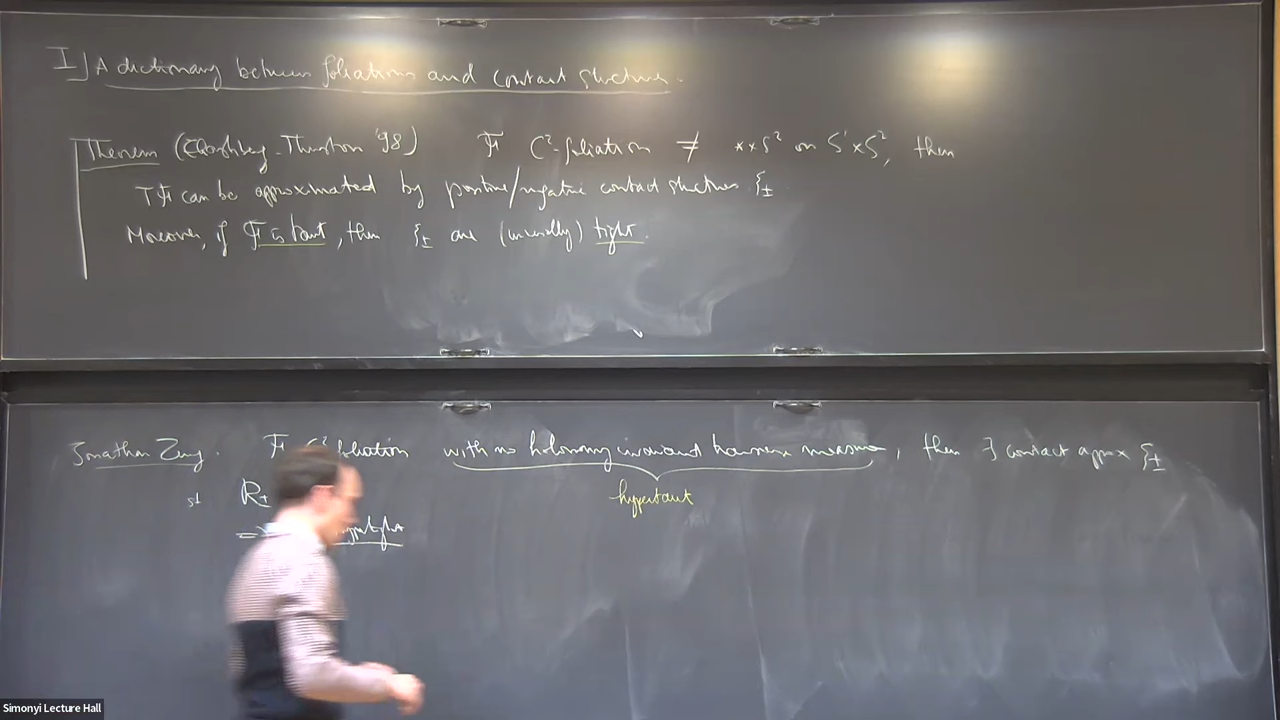 I] A dictionary between foliations and contact structures.
Theorem (Eliashberg-Thurston '98) F C²-foliation ≠ **S² on S¹×S², then
TF can be approximated by positive/negative contact structures ξ±
Moreover, if F is taut, then ξ± are (universally) tight.
Jonathan Zung. F foliation with no holonomy invariant transverse measure, then ∃ contact approx ξ±
st R±
hypertaut
=>
Simonyi Lecture Hall